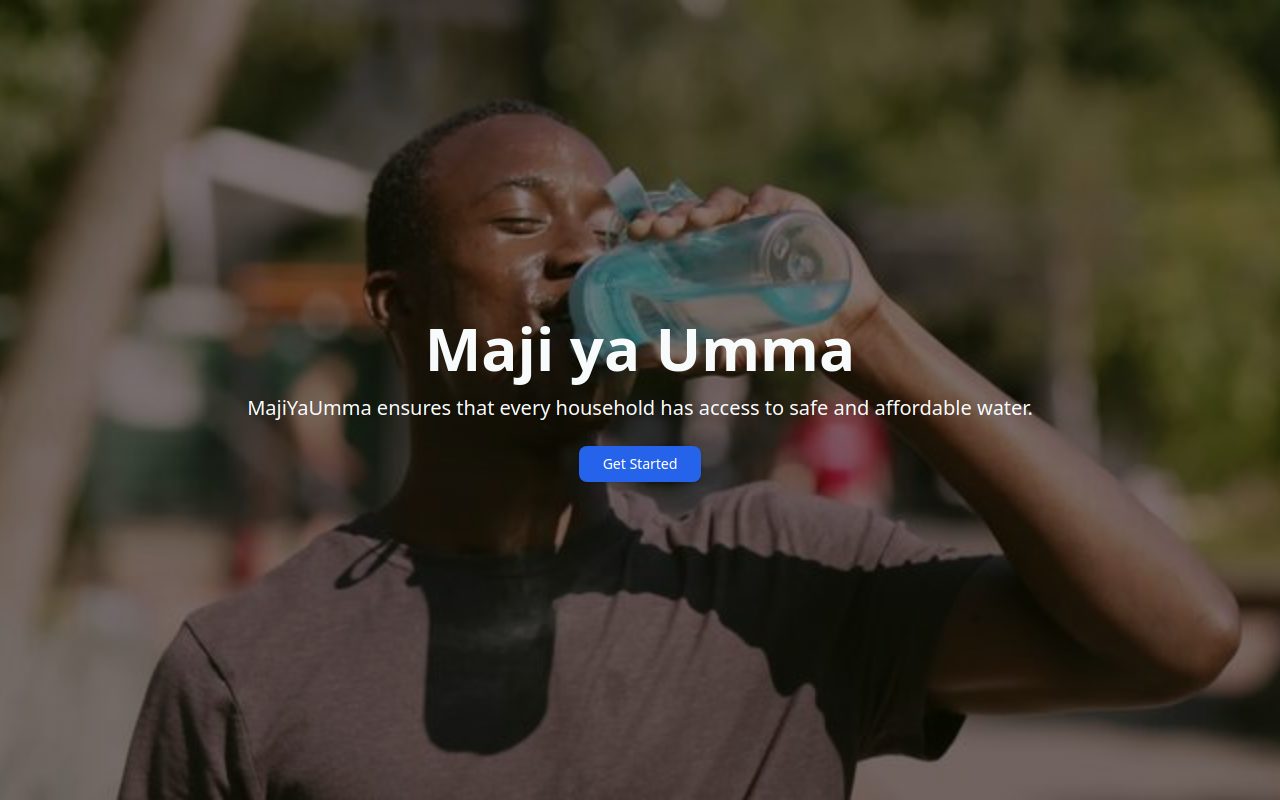 Maji ya Umma
MajiYaUmma ensures that every household has access to safe and affordable water.
Get Started